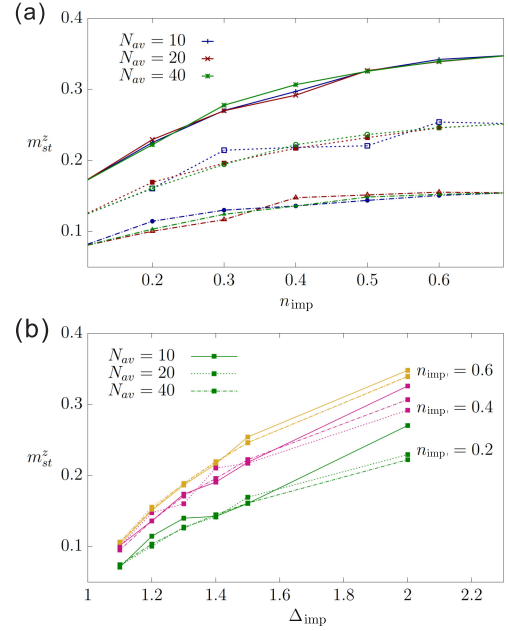 (a)
0.4
N_av = 10
N_av = 20
0.3
N_av = 40
m^z_st
0.2
0.1
0.2 0.3 0.4 0.5 0.6
n_imp
(b)
0.4
N_av = 10
N_av = 20
N_av = 40
n_imp. = 0.6
0.3
n_imp. = 0.4
m^z_st
n_imp. = 0.2
0.2
0.1
1 1.2 1.4 1.6 1.8 2 2.2
Δ_imp